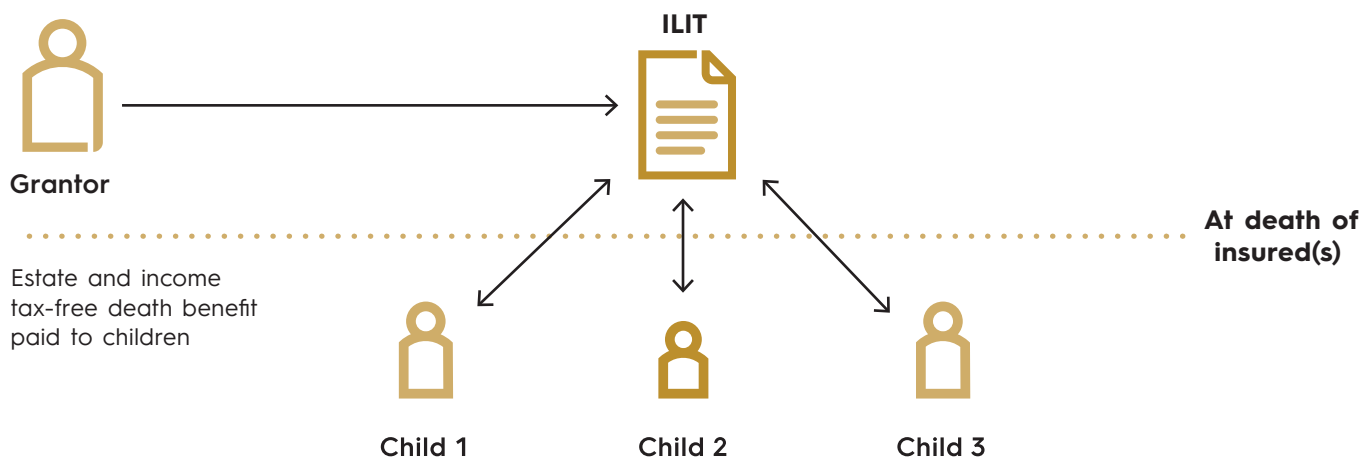 ILIT
Grantor
At death of
insured(s)
Estate and income
tax-free death benefit
paid to children
Child 1
Child 2
Child 3